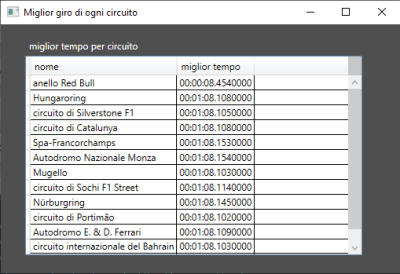 Miglior giro di ogni circuito
miglior tempo per circuito
nome miglior tempo
anello Red Bull 00:00:08.4540000
Hungaroring 00:01:08.1080000
circuito di Silverstone F1 00:01:08.1050000
circuito di Catalunya 00:01:08.1080000
Spa-Francorchamps 00:01:08.1530000
Autodromo Nazionale Monza 00:01:08.1540000
Mugello 00:01:08.1030000
circuito di Sochi F1 Street 00:01:08.1140000
Nürburgring 00:01:08.1450000
circuito di Portimão 00:01:08.1020000
Autodromo E. & D. Ferrari 00:01:08.1090000
circuito internazionale del Bahrain 00:01:08.1030000